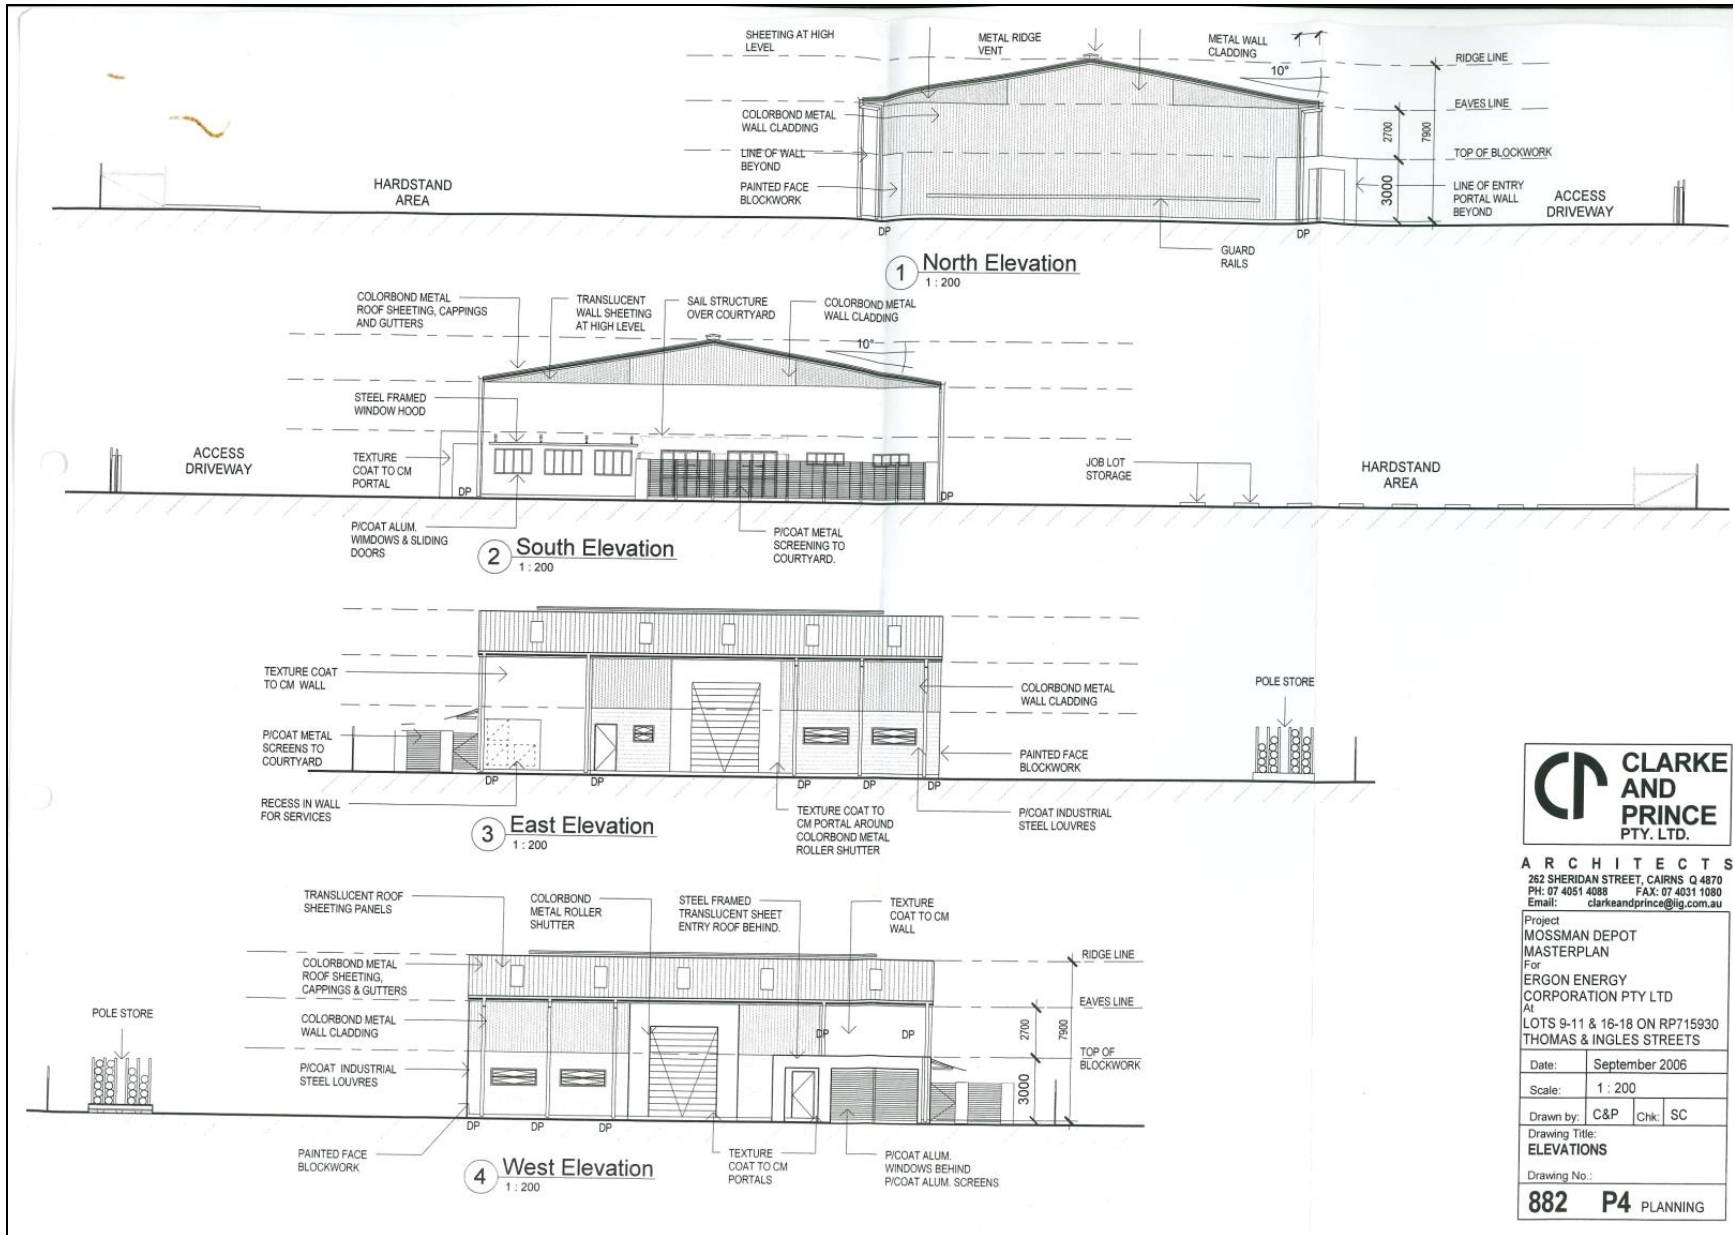 SHEETING AT HIGH
LEVEL
METAL RIDGE
VENT
METAL WALL
CLADDING
10°
RIDGE LINE
EAVES LINE
COLORBOND METAL
WALL CLADDING
2700
7900
LINE OF WALL
BEYOND
TOP OF BLOCKWORK
HARDSTAND
AREA
PAINTED FACE
BLOCKWORK
3000
LINE OF ENTRY
PORTAL WALL
BEYOND
ACCESS
DRIVEWAY
DP
DP
GUARD
RAILS
1 North Elevation
1 : 200
COLORBOND METAL
ROOF SHEETING, CAPPINGS
AND GUTTERS
TRANSLUCENT
WALL SHEETING
AT HIGH LEVEL
SAIL STRUCTURE
OVER COURTYARD
COLORBOND METAL
WALL CLADDING
10°
STEEL FRAMED
WINDOW HOOD
ACCESS
DRIVEWAY
TEXTURE
COAT TO CM
PORTAL
JOB LOT
STORAGE
HARDSTAND
AREA
DP
DP
P/COAT ALUM.
WIMDOWS & SLIDING
DOORS
P/COAT METAL
SCREENING TO
COURTYARD.
2 South Elevation
1 : 200
TEXTURE COAT
TO CM WALL
COLORBOND METAL
WALL CLADDING
POLE STORE
P/COAT METAL
SCREENS TO
COURTYARD
PAINTED FACE
BLOCKWORK
DP
DP
DP
DP
DP
RECESS IN WALL
FOR SERVICES
TEXTURE COAT TO
CM PORTAL AROUND
COLORBOND METAL
ROLLER SHUTTER
P/COAT INDUSTRIAL
STEEL LOUVRES
3 East Elevation
1 : 200
TRANSLUCENT ROOF
SHEETING PANELS
COLORBOND
METAL ROLLER
SHUTTER
STEEL FRAMED
TRANSLUCENT SHEET
ENTRY ROOF BEHIND.
TEXTURE
COAT TO CM
WALL
RIDGE LINE
COLORBOND METAL
ROOF SHEETING,
CAPPINGS & GUTTERS
EAVES LINE
POLE STORE
COLORBOND METAL
WALL CLADDING
DP
DP
2700
7900
TOP OF
BLOCKWORK
P/COAT INDUSTRIAL
STEEL LOUVRES
3000
DP
DP
DP
PAINTED FACE
BLOCKWORK
TEXTURE
COAT TO CM
PORTALS
P/COAT ALUM.
WINDOWS BEHIND
P/COAT ALUM. SCREENS
4 West Elevation
1 : 200
CLARKE
AND
PRINCE
PTY. LTD.
ARCHITECTS
262 SHERIDAN STREET, CAIRNS Q 4870
PH: 07 4051 4088 FAX: 07 4031 1080
Email: clarkeandprince@iig.com.au
Project
MOSSMAN DEPOT
MASTERPLAN
For
ERGON ENERGY
CORPORATION PTY LTD
At
LOTS 9-11 & 16-18 ON RP715930
THOMAS & INGLES STREETS
Date: September 2006
Scale: 1 : 200
Drawn by: C&P Chk: SC
Drawing Title:
ELEVATIONS
Drawing No.:
882 P4 PLANNING